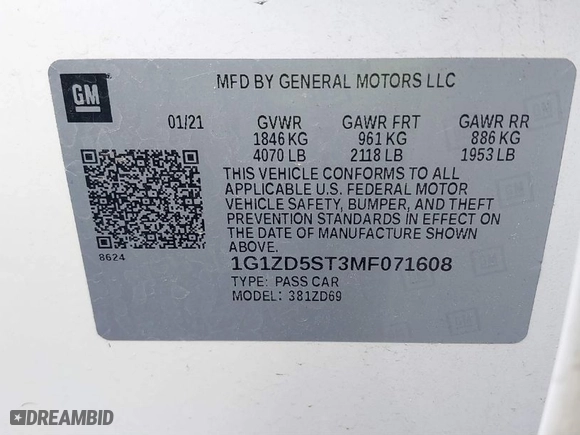 GM
MFD BY GENERAL MOTORS LLC
01/21 GVWR GAWR FRT GAWR RR
1846 KG 961 KG 886 KG
4070 LB 2118 LB 1953 LB
THIS VEHICLE CONFORMS TO ALL
APPLICABLE U.S. FEDERAL MOTOR
VEHICLE SAFETY, BUMPER, AND THEFT
PREVENTION STANDARDS IN EFFECT ON
THE DATE OF MANUFACTURE SHOWN ABOVE.
8624
1G1ZD5ST3MF071608
TYPE: PASS CAR
MODEL: 381ZD69
DREAMBID